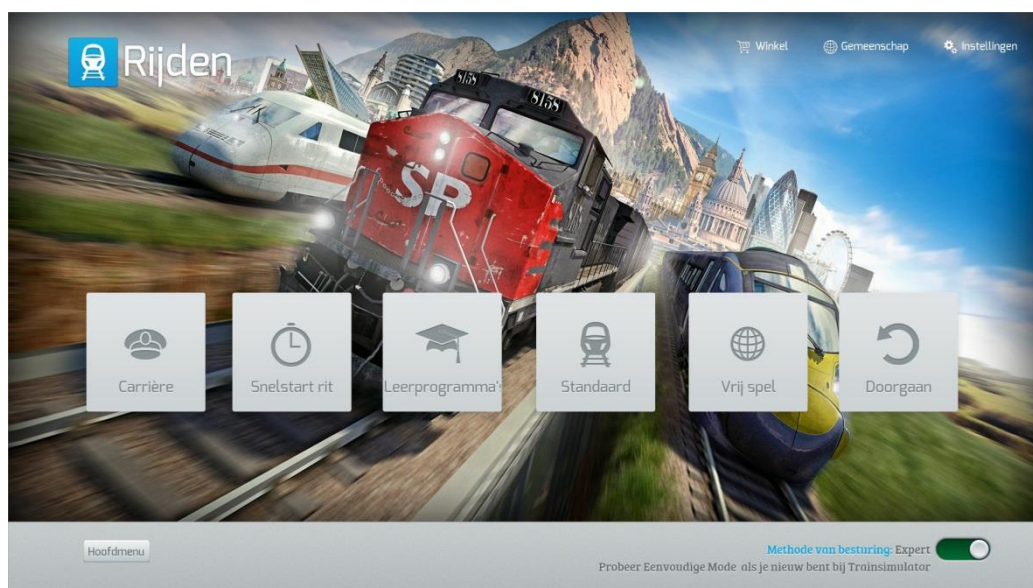 Rijden
Winkel
Gemeenschap
Instellingen
8158
8158
SP
Carrière
Snelstart rit
Leerprogramma's
Standaard
Vrij spel
Doorgaan
Hoofdmenu
Methode van besturing: Expert
Probeer Eenvoudige Mode als je nieuw bent bij Trainsimulator